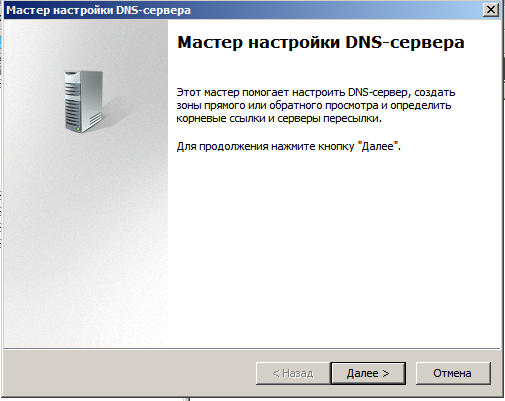 Мастер настройки DNS-сервера
Мастер настройки DNS-сервера
Этот мастер помогает настроить DNS-сервер, создать
зоны прямого или обратного просмотра и определить
корневые ссылки и серверы пересылки.
Для продолжения нажмите кнопку "Далее".
< Назад
Далее >
Отмена